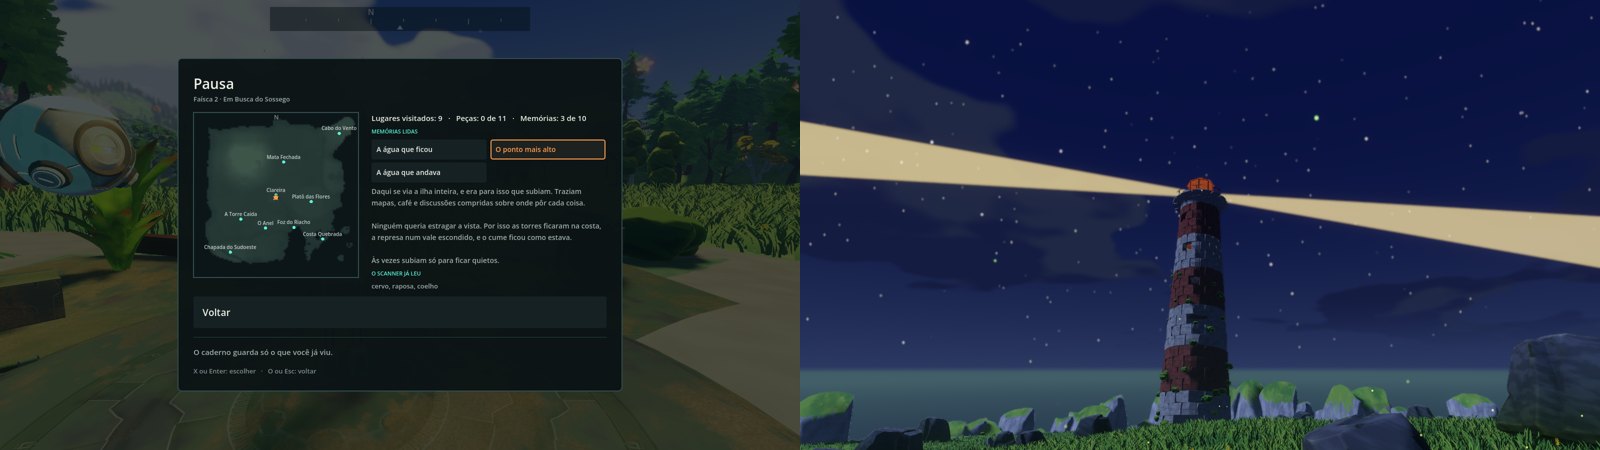 N
Pausa
Faísca 2 · Em Busca do Sossego
N
Cabo do Vento
Mata Fechada
Clareira
Platô das Flores
A Torre Caída
O Anel
Foz do Riacho
Costa Quebrada
Chapada do Sudoeste
Lugares visitados: 9 · Peças: 0 de 11 · Memórias: 3 de 10
MEMÓRIAS LIDAS
A água que ficou
O ponto mais alto
A água que andava
Daqui se via a ilha inteira, e era para isso que subiam. Traziam
mapas, café e discussões compridas sobre onde pôr cada coisa.
Ninguém queria estragar a vista. Por isso as torres ficaram na costa,
a represa num vale escondido, e o cume ficou como estava.
Às vezes subiam só para ficar quietos.
O SCANNER JÁ LEU
cervo, raposa, coelho
Voltar
O caderno guarda só o que você já viu.
X ou Enter: escolher · O ou Esc: voltar